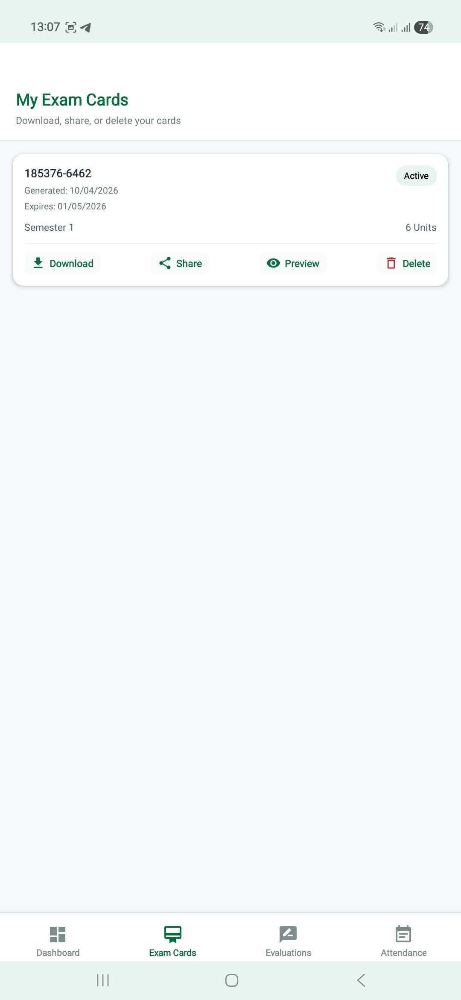 13:07
74
My Exam Cards
Download, share, or delete your cards
185376-6462
Active
Generated: 10/04/2026
Expires: 01/05/2026
Semester 1
6 Units
Download
Share
Preview
Delete
Dashboard
Exam Cards
Evaluations
Attendance